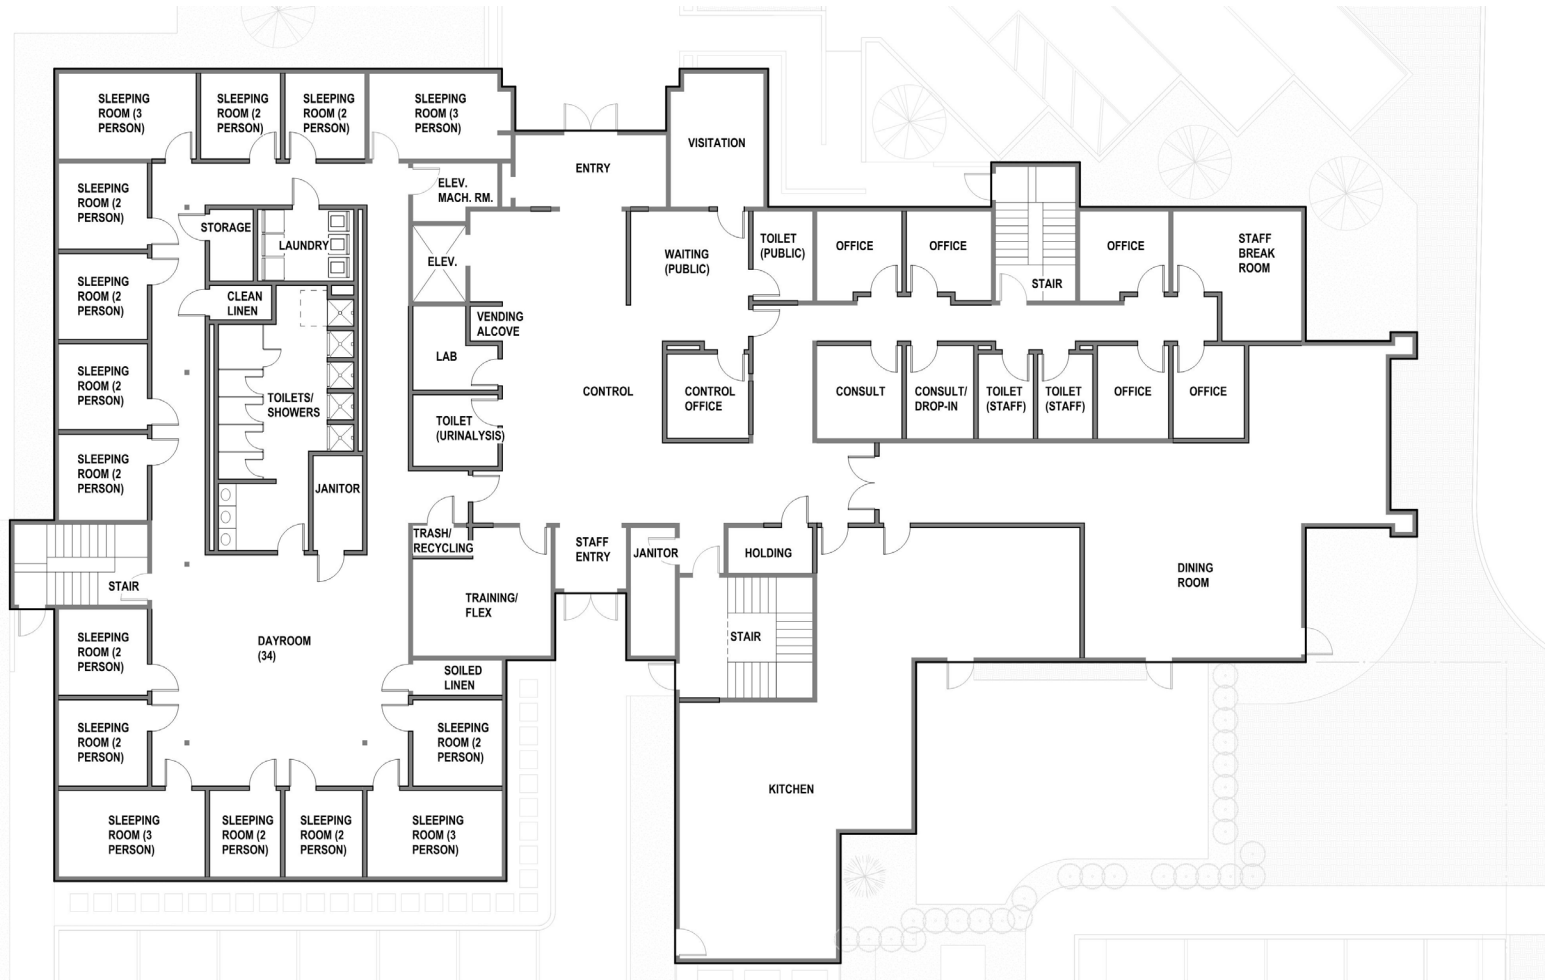 SLEEPING
ROOM (3
PERSON)
SLEEPING
ROOM (2
PERSON)
SLEEPING
ROOM (2
PERSON)
SLEEPING
ROOM (3
PERSON)
VISITATION
ENTRY
ELEV.
MACH. RM.
SLEEPING
ROOM (2
PERSON)
STORAGE
LAUNDRY
ELEV.
WAITING
(PUBLIC)
TOILET
(PUBLIC)
OFFICE
OFFICE
STAIR
OFFICE
STAFF
BREAK
ROOM
SLEEPING
ROOM (2
PERSON)
CLEAN
LINEN
VENDING
ALCOVE
LAB
SLEEPING
ROOM (2
PERSON)
TOILETS/
SHOWERS
CONTROL
CONTROL
OFFICE
CONSULT
CONSULT/
DROP-IN
TOILET
(STAFF)
TOILET
(STAFF)
OFFICE
OFFICE
TOILET
(URINALYSIS)
SLEEPING
ROOM (2
PERSON)
JANITOR
TRASH/
RECYCLING
STAFF
ENTRY
JANITOR
HOLDING
DINING
ROOM
STAIR
TRAINING/
FLEX
SLEEPING
ROOM (2
PERSON)
DAYROOM
(34)
STAIR
SOILED
LINEN
SLEEPING
ROOM (2
PERSON)
SLEEPING
ROOM (2
PERSON)
KITCHEN
SLEEPING
ROOM (3
PERSON)
SLEEPING
ROOM (2
PERSON)
SLEEPING
ROOM (2
PERSON)
SLEEPING
ROOM (3
PERSON)